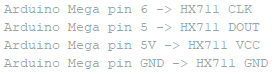 Arduino Mega pin 6 -> HX711 CLK
Arduino Mega pin 5 -> HX711 DOUT
Arduino Mega pin 5V -> HX711 VCC
Arduino Mega pin GND -> HX711 GND